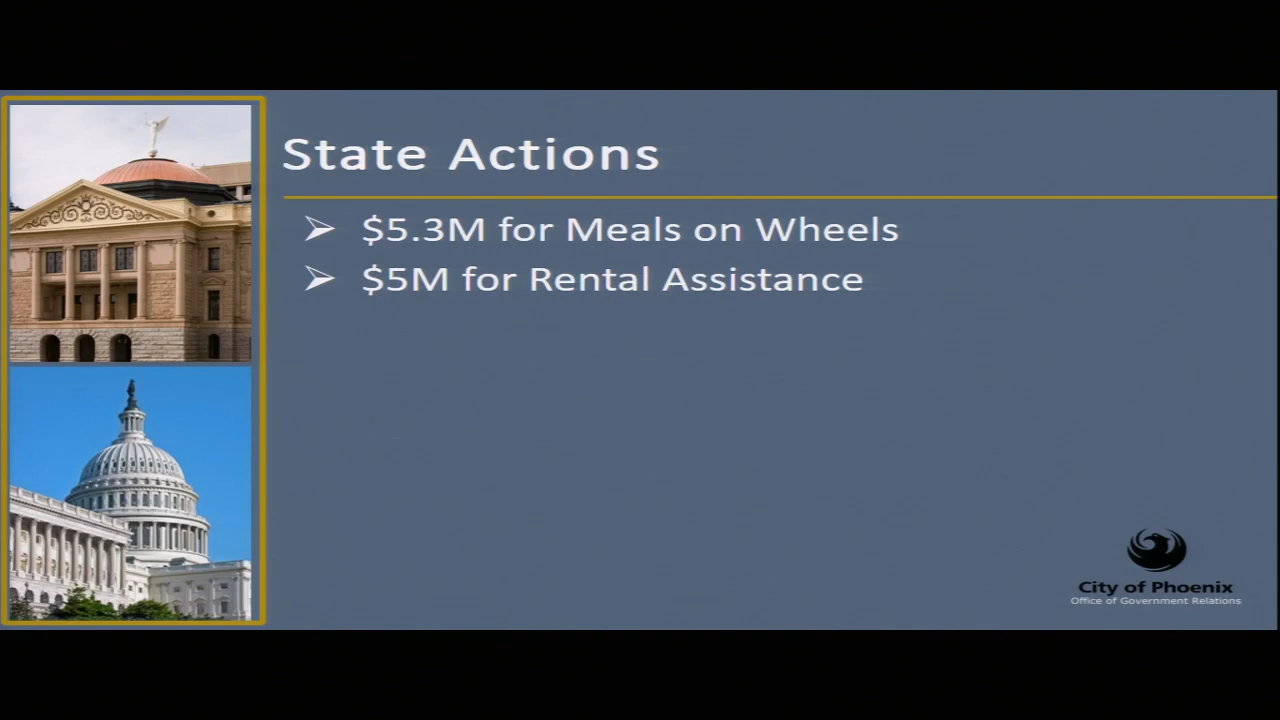 State Actions
➢ $5.3M for Meals on Wheels
➢ $5M for Rental Assistance
City of Phoenix
Office of Government Relations